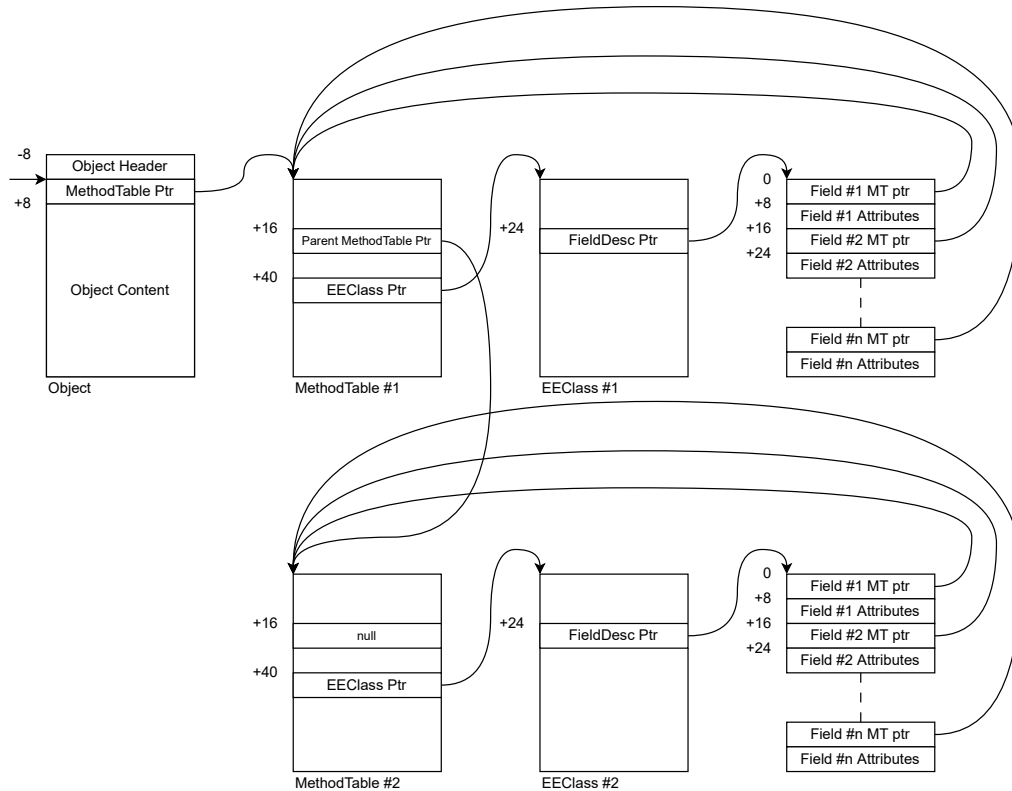 -8
Object Header
MethodTable Ptr
+8
Object Content
Object
+16
Parent MethodTable Ptr
+40
EEClass Ptr
MethodTable #1
+24
FieldDesc Ptr
EEClass #1
0
Field #1 MT ptr
+8
Field #1 Attributes
+16
Field #2 MT ptr
+24
Field #2 Attributes
Field #n MT ptr
Field #n Attributes
+16
null
+40
EEClass Ptr
MethodTable #2
+24
FieldDesc Ptr
EEClass #2
0
Field #1 MT ptr
+8
Field #1 Attributes
+16
Field #2 MT ptr
+24
Field #2 Attributes
Field #n MT ptr
Field #n Attributes